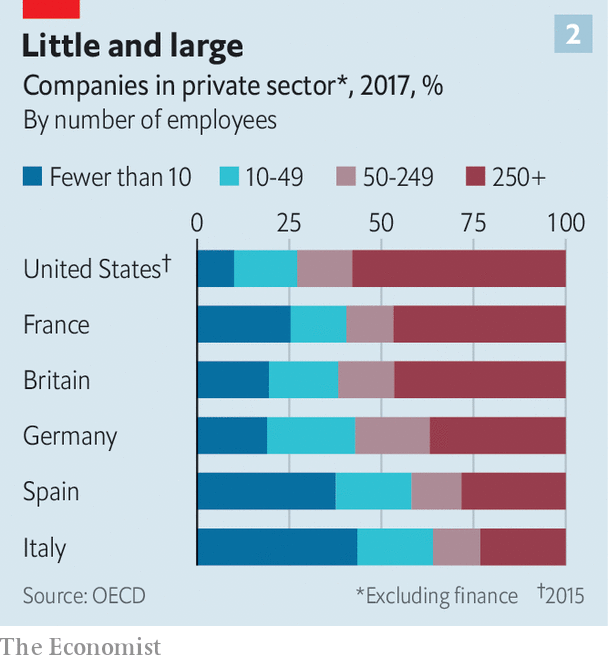 Little and large
2
Companies in private sector*, 2017, %
By number of employees
Fewer than 10 10-49 50-249 250+
0 25 50 75 100
United States†
France
Britain
Germany
Spain
Italy
Source: OECD *Excluding finance †2015
The Economist